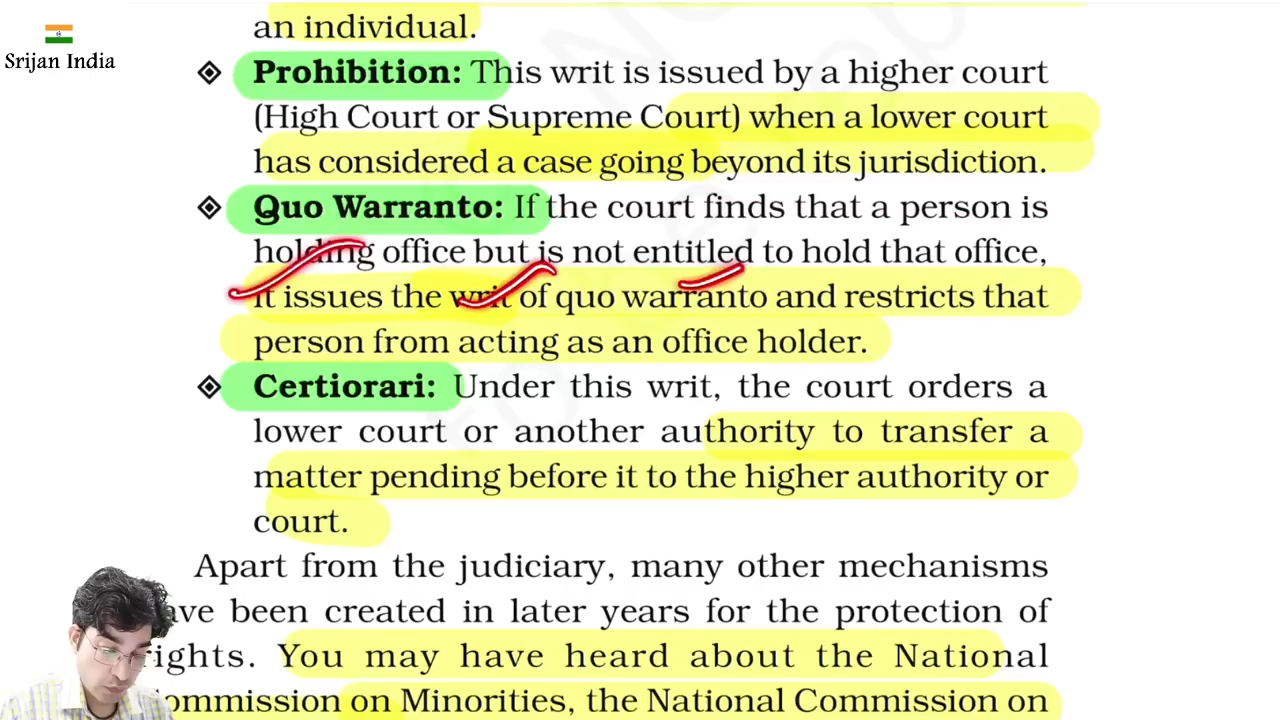 Srijan India
an individual.
Prohibition: This writ is issued by a higher court
(High Court or Supreme Court) when a lower court
has considered a case going beyond its jurisdiction.
Quo Warranto: If the court finds that a person is
holding office but is not entitled to hold that office,
it issues the writ of quo warranto and restricts that
person from acting as an office holder.
Certiorari: Under this writ, the court orders a
lower court or another authority to transfer a
matter pending before it to the higher authority or
court.
Apart from the judiciary, many other mechanisms
ave been created in later years for the protection of
ights. You may have heard about the National
ommission on Minorities, the National Commission on